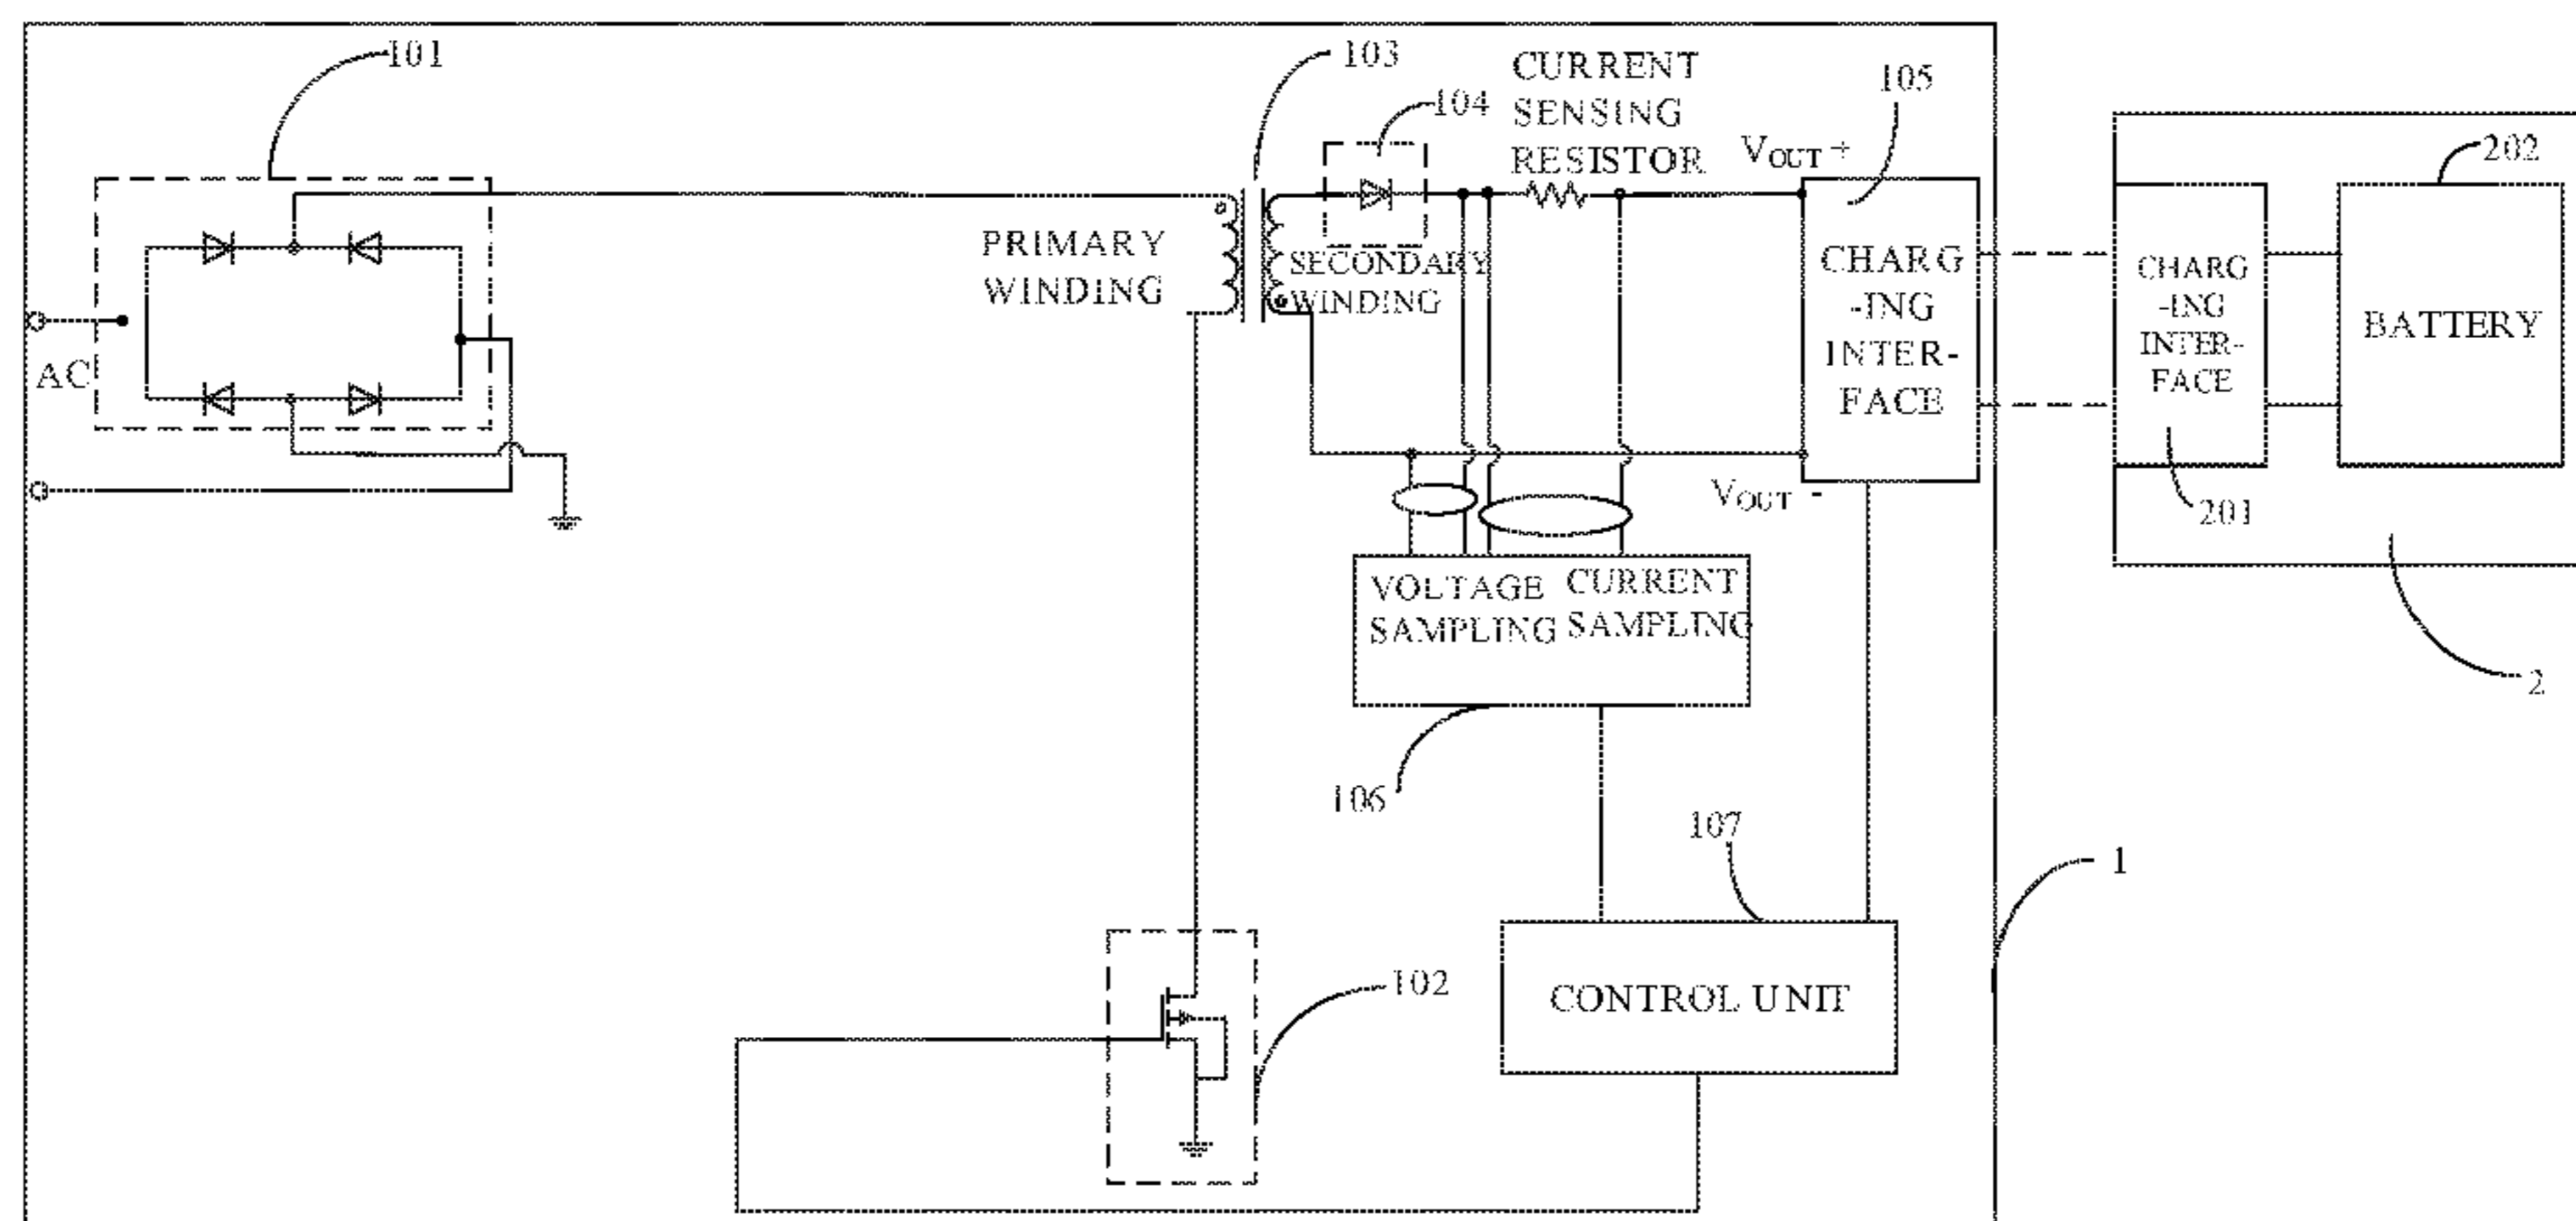 101
103
CURRENT
SENSING
RESISTOR
104
105
VOUT +
202
PRIMARY
WINDING
SECONDARY
WINDING
CHARG
-ING
INTER-
FACE
CHARG
-ING
INTER-
FACE
BATTERY
AC
VOUT -
201
VOLTAGE
SAMPLING
CURRENT
SAMPLING
2
106
107
1
102
CONTROL UNIT